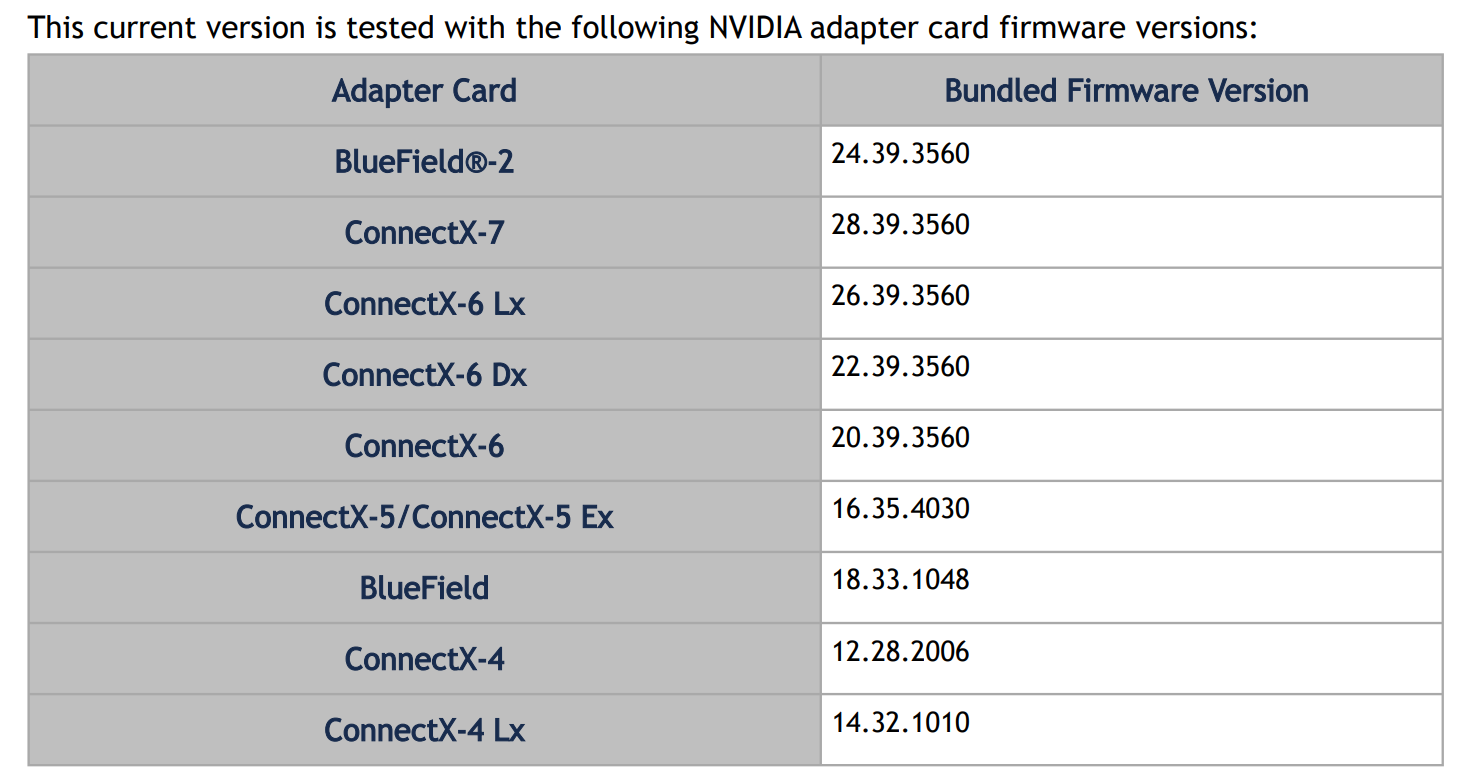 This current version is tested with the following NVIDIA adapter card firmware versions:
Adapter Card Bundled Firmware Version
BlueField®-2 24.39.3560
ConnectX-7 28.39.3560
ConnectX-6 Lx 26.39.3560
ConnectX-6 Dx 22.39.3560
ConnectX-6 20.39.3560
ConnectX-5/ConnectX-5 Ex 16.35.4030
BlueField 18.33.1048
ConnectX-4 12.28.2006
ConnectX-4 Lx 14.32.1010